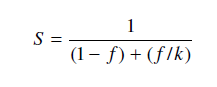 S = 1 / ((1 – f) + (f/k))